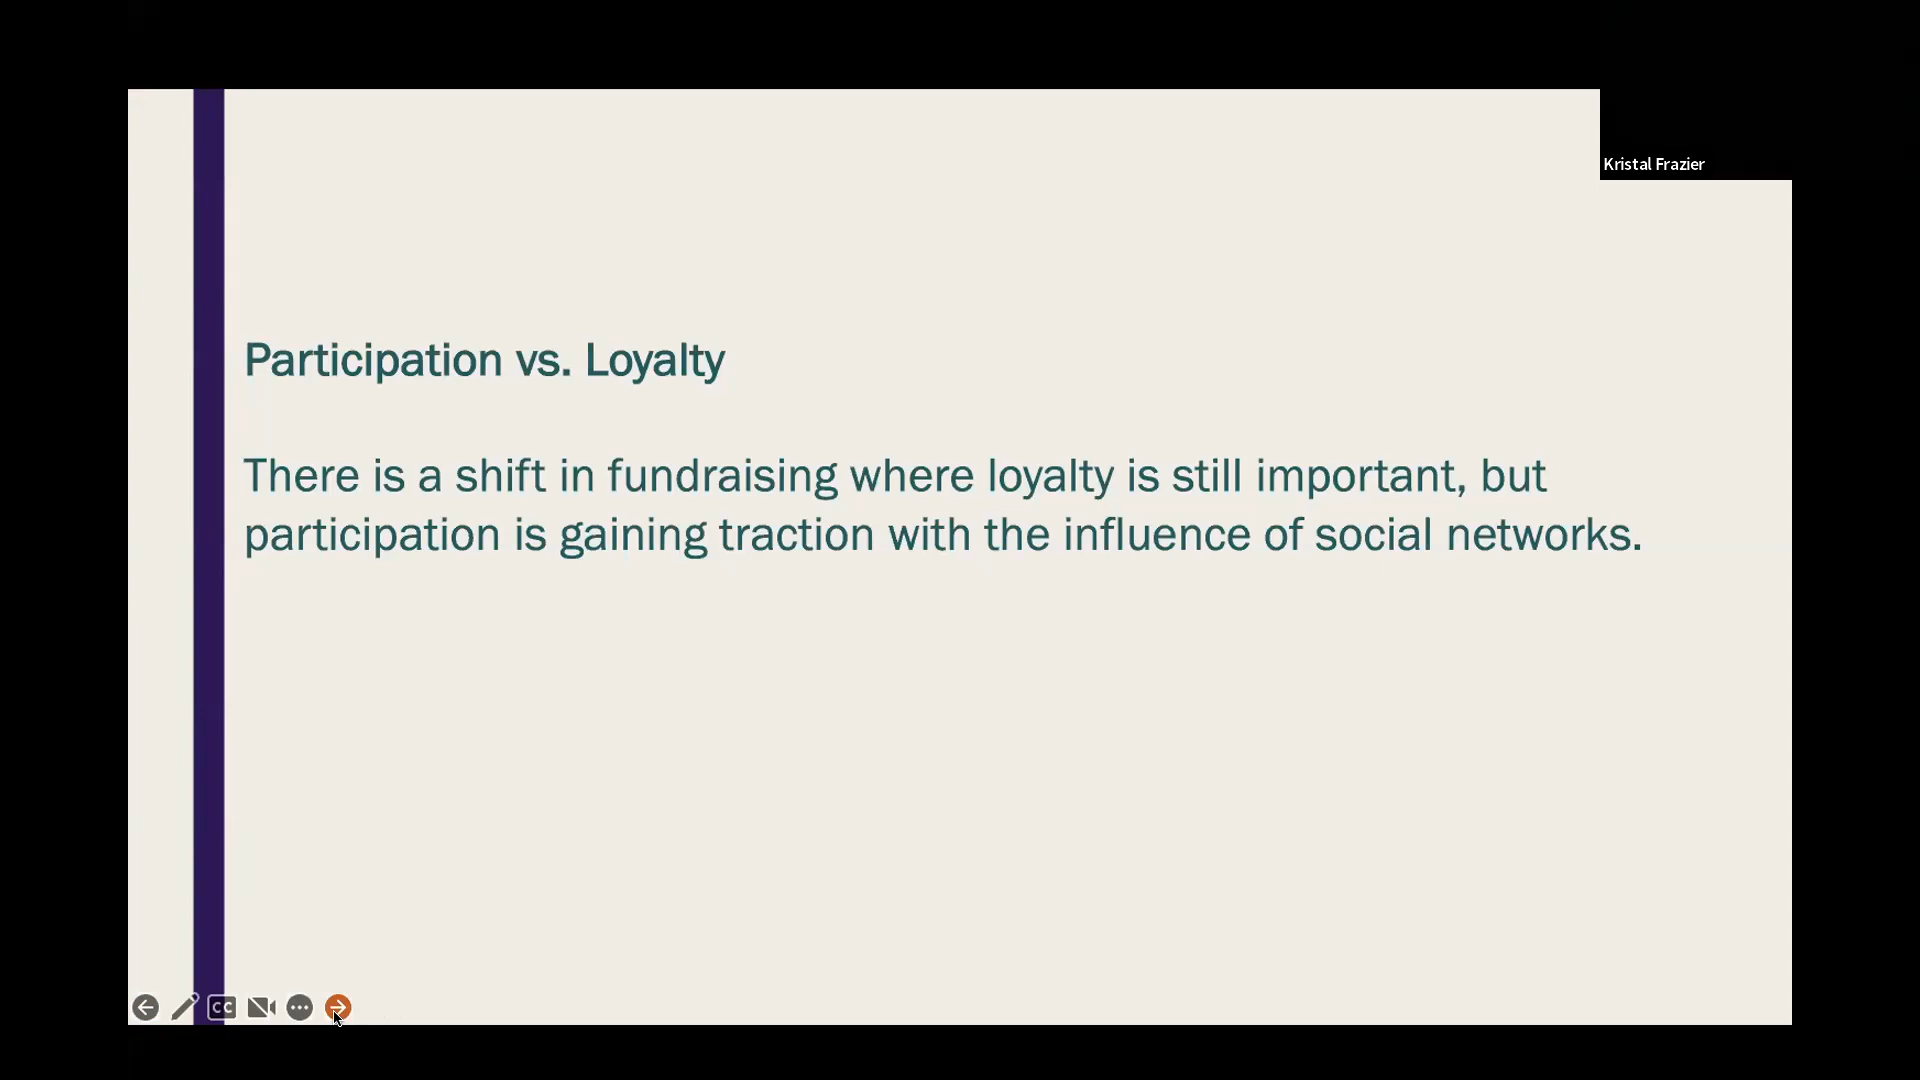 Kristal Frazier
Participation vs. Loyalty
There is a shift in fundraising where loyalty is still important, but
participation is gaining traction with the influence of social networks.
CC